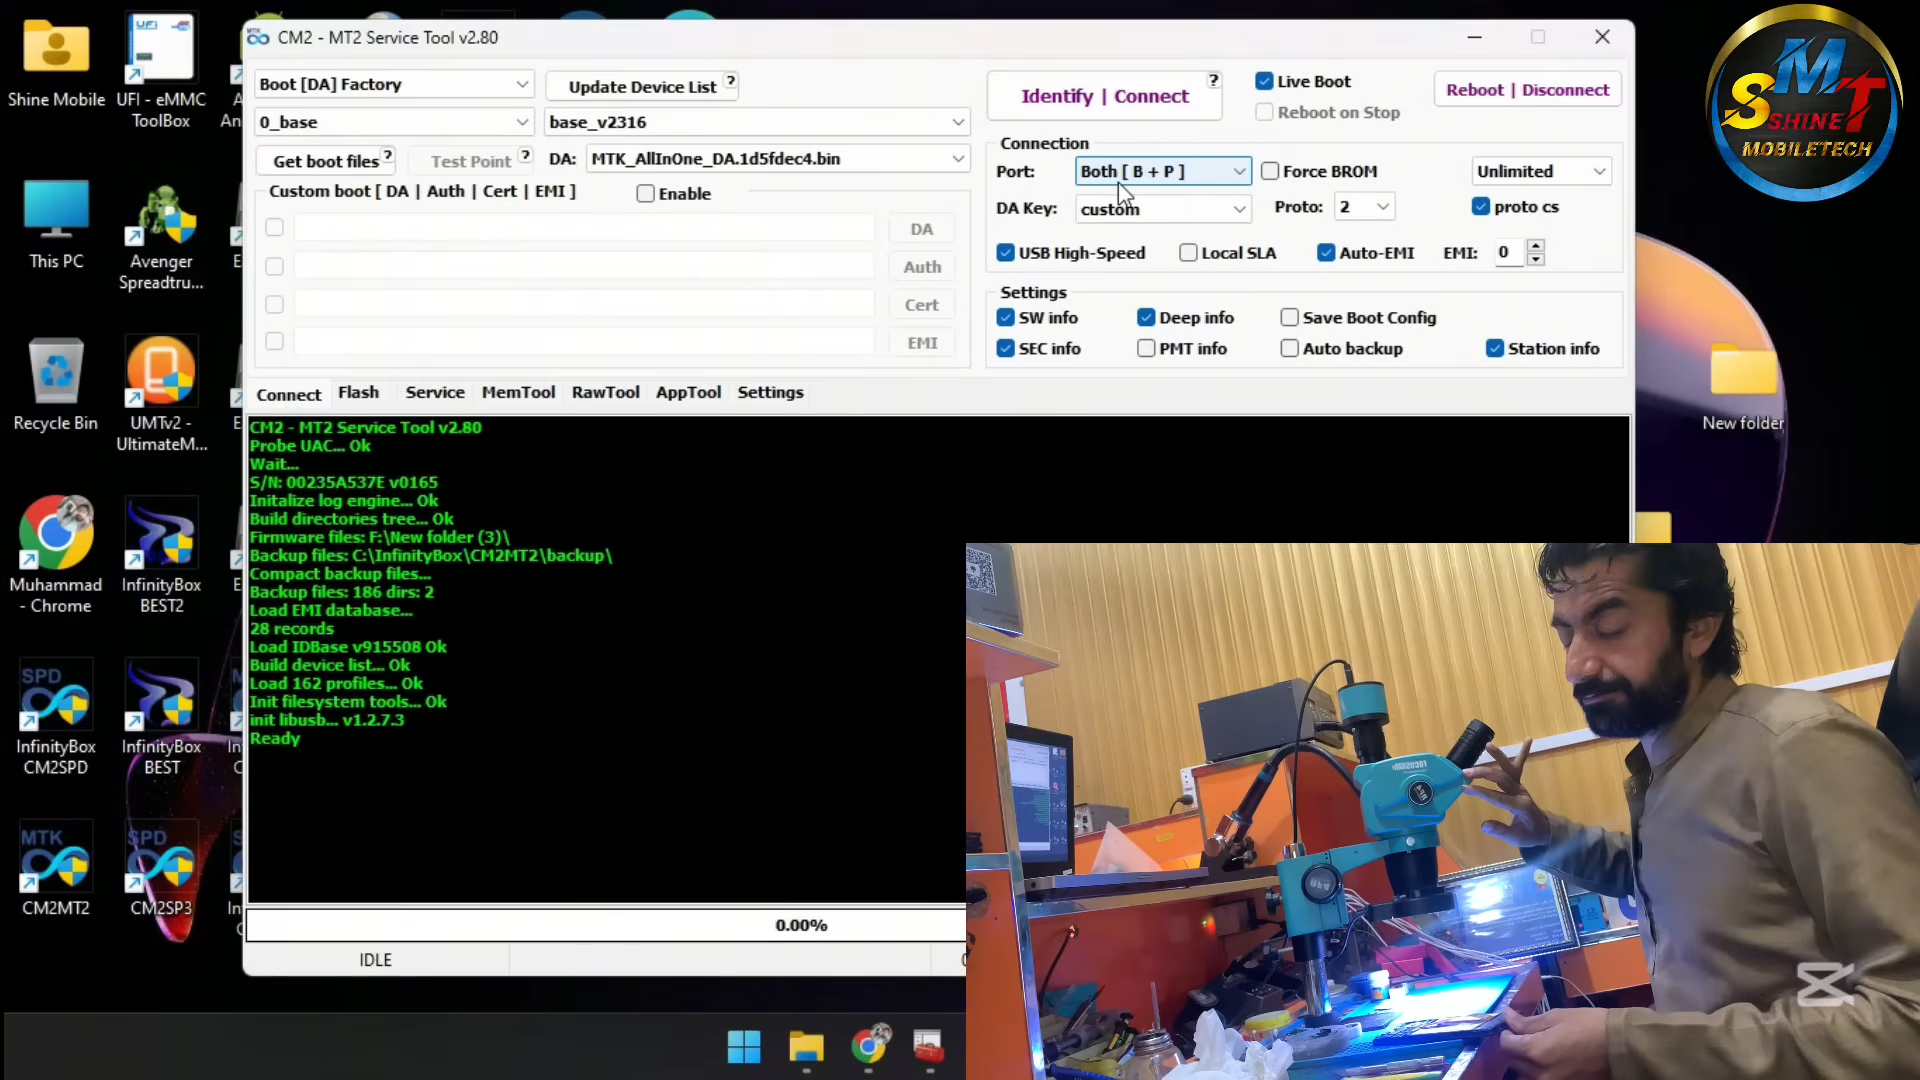 Shine Mobile
UFI - eMMC
ToolBox
This PC
Avenger
Spreadtru...
Recycle Bin
UMTv2 -
UltimateM...
Muhammad
- Chrome
InfinityBox
BEST2
InfinityBox
CM2SPD
InfinityBox
BEST
CM2MT2
CM2SP3
CM2 - MT2 Service Tool v2.80
Boot [DA] Factory
Update Device List ?
0_base
base_v2316
Get boot files ?
Test Point ?
DA: MTK_AllInOne_DA.1d5fdec4.bin
Custom boot [ DA | Auth | Cert | EMI ]
Enable
DA
Auth
Cert
EMI
Identify | Connect ?
Live Boot
Reboot on Stop
Reboot | Disconnect
Connection
Port: Both [ B + P ]
Force BROM
Unlimited
DA Key: custom
Proto: 2
proto cs
USB High-Speed
Local SLA
Auto-EMI
EMI: 0
Settings
SW info
Deep info
Save Boot Config
SEC info
PMT info
Auto backup
Station info
Connect Flash Service MemTool RawTool AppTool Settings
CM2 - MT2 Service Tool v2.80
Probe UAC... Ok
Wait...
S/N: 00235A537E v0165
Initalize log engine... Ok
Build directories tree... Ok
Firmware files: F:\New folder (3)\
Backup files: C:\InfinityBox\CM2MT2\backup\
Compact backup files...
Backup files: 186 dirs: 2
Load EMI database...
28 records
Load IDBase v915508 Ok
Build device list... Ok
Load 162 profiles... Ok
Init filesystem tools... Ok
init libusb... v1.2.7.3
Ready
0.00%
IDLE
New folder
SMT
SHINE
MOBILETECH